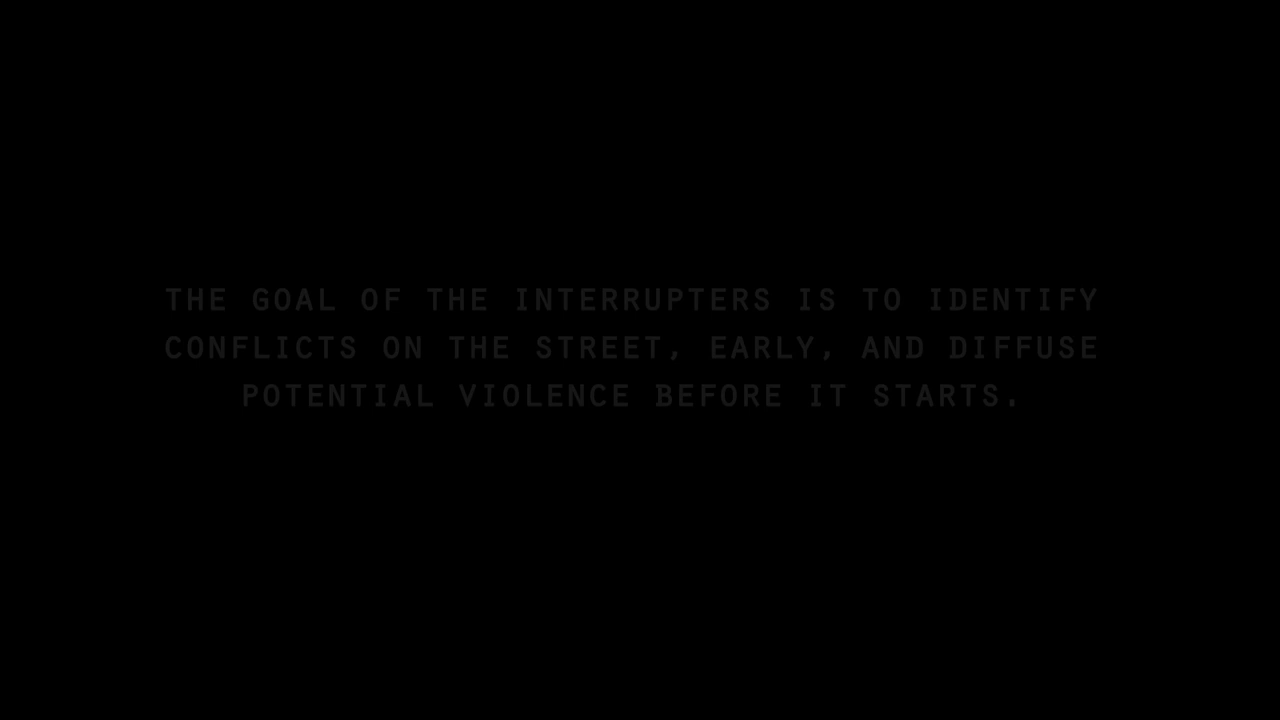 THE GOAL OF THE INTERRUPTERS IS TO IDENTIFY
CONFLICTS ON THE STREET, EARLY, AND DIFFUSE
POTENTIAL VIOLENCE BEFORE IT STARTS.